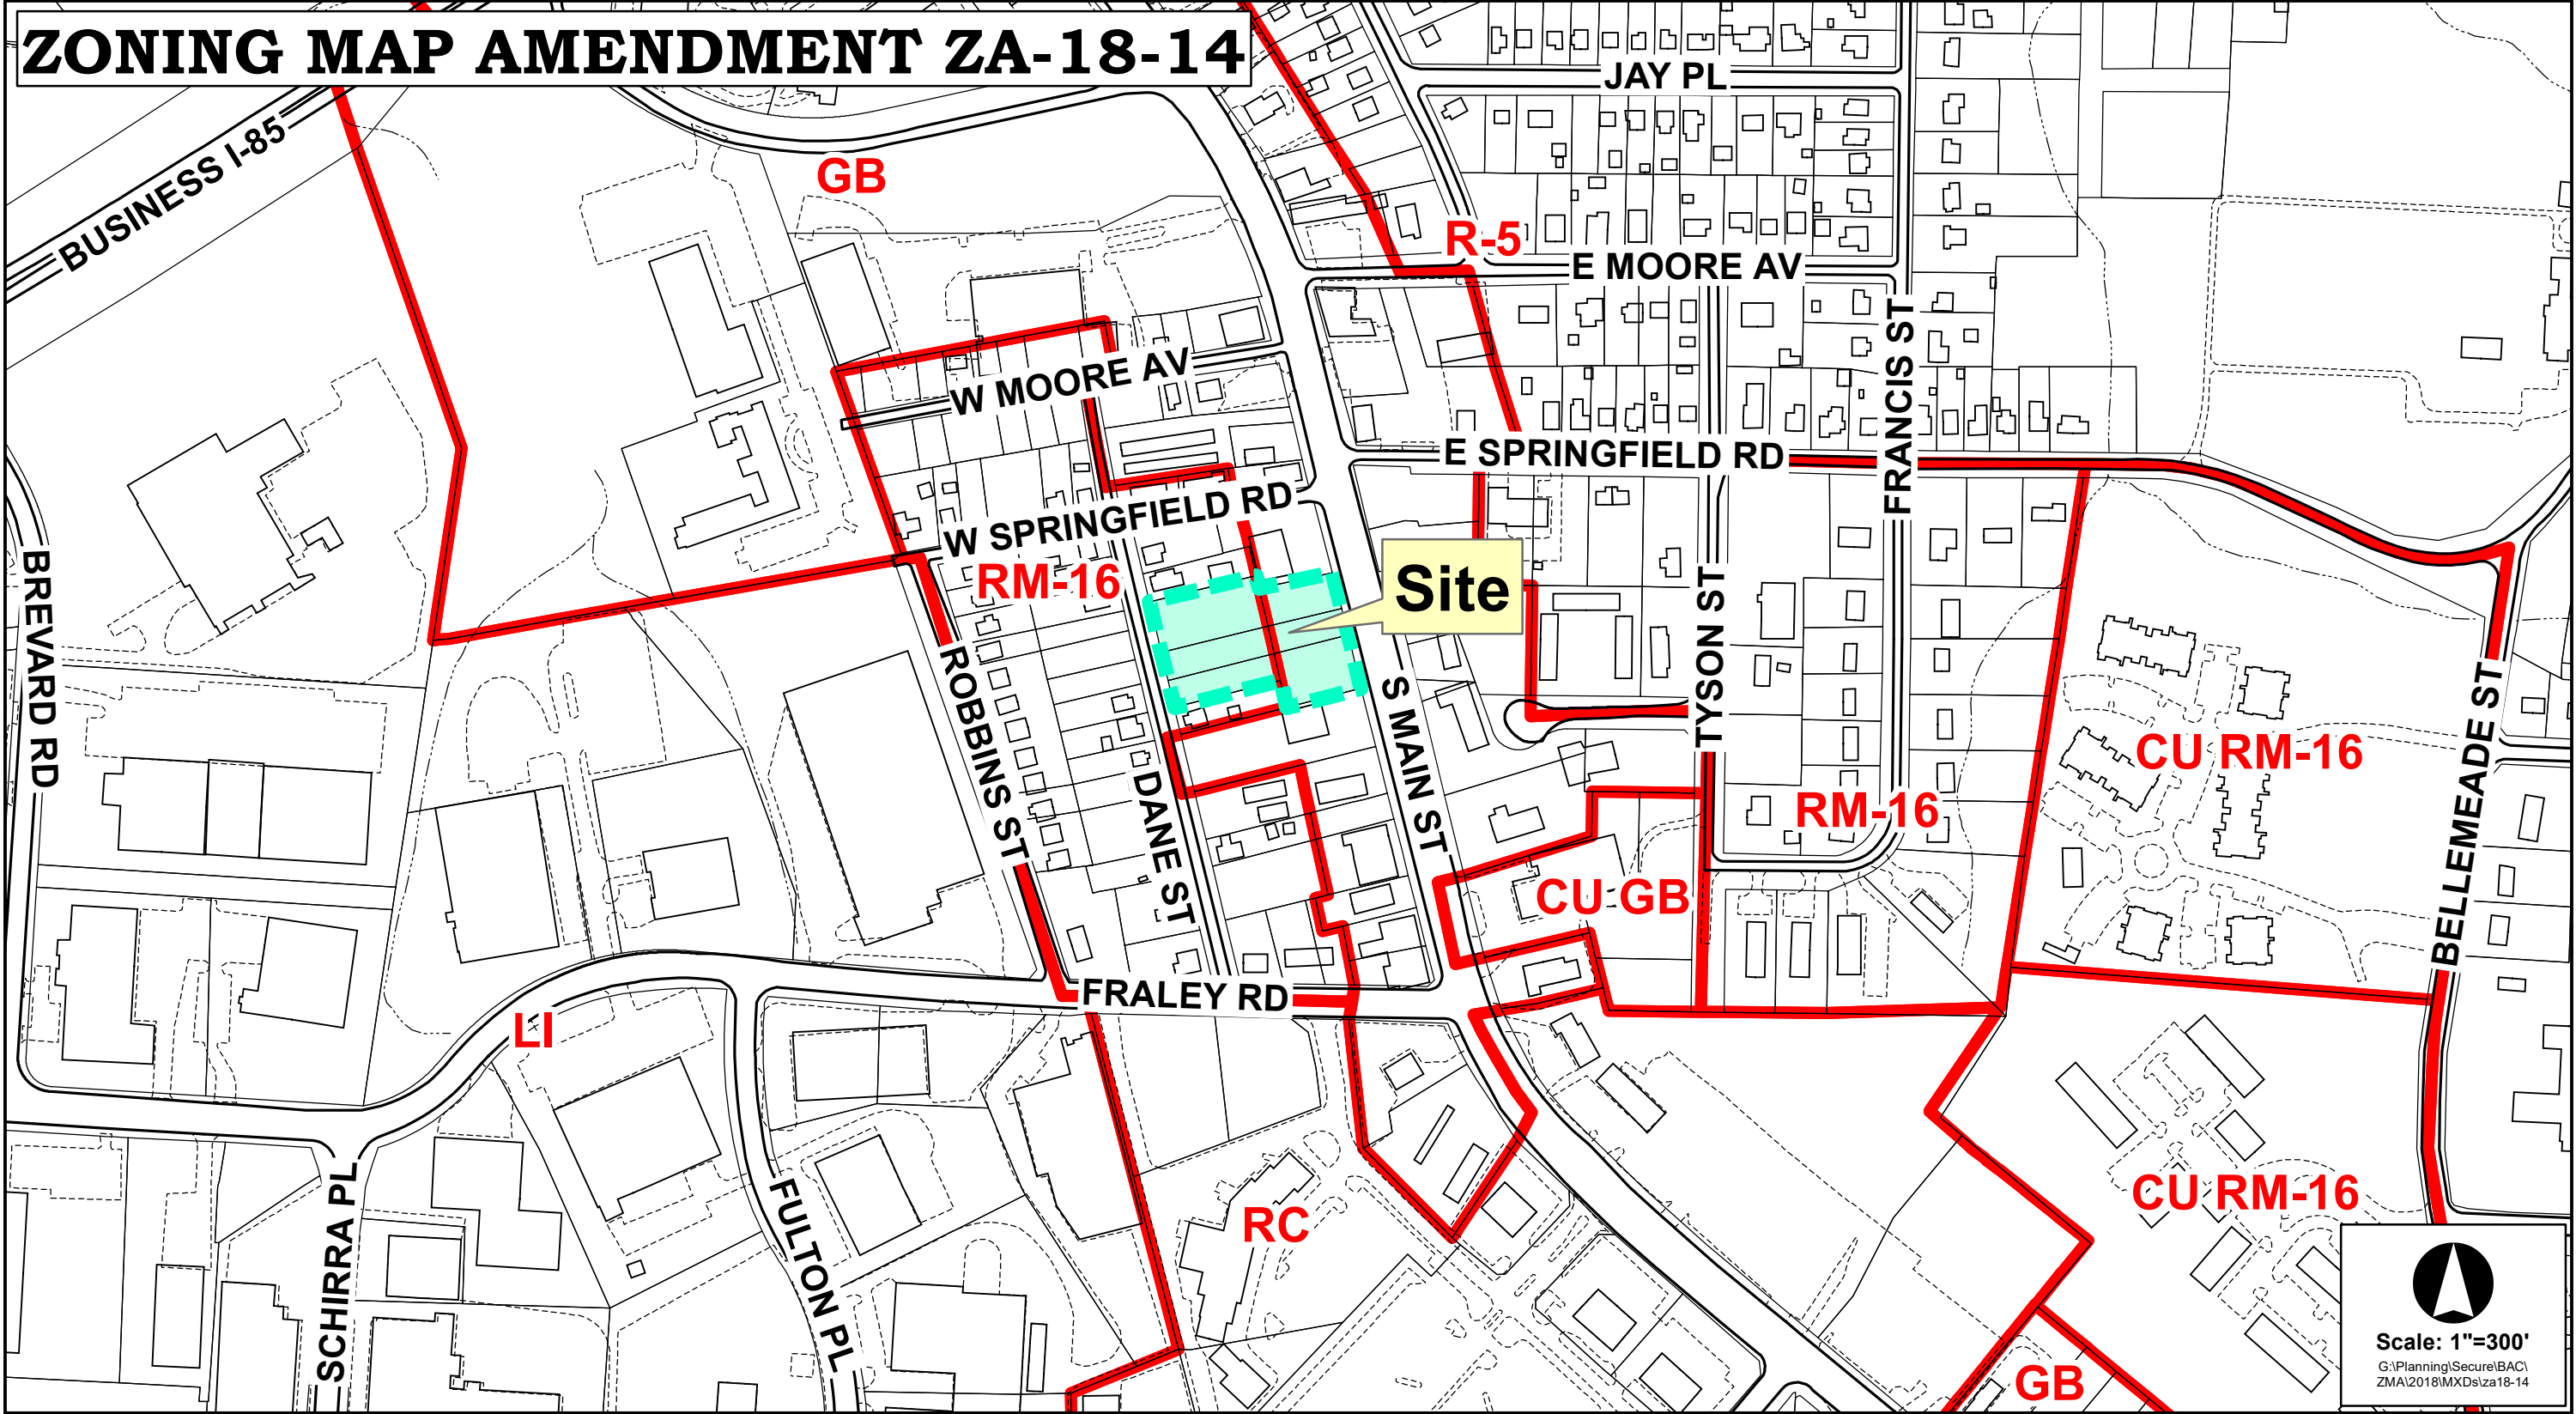 ZONING MAP AMENDMENT ZA-18-14
JAY PL
BUSINESS I-85
GB
R-5
E MOORE AV
W MOORE AV
FRANCIS ST
E SPRINGFIELD RD
W SPRINGFIELD RD
RM-16
Site
BREVARD RD
TYSON ST
ROBBINS ST
S MAIN ST
DANE ST
CU RM-16
RM-16
BELLEMEADE ST
CU GB
FRALEY RD
LI
SCHIRRA PL
FULTON PL
RC
CU RM-16
GB
Scale: 1"=300'
G:\Planning\Secure\BAC\
ZMA\2018\MXDs\za18-14